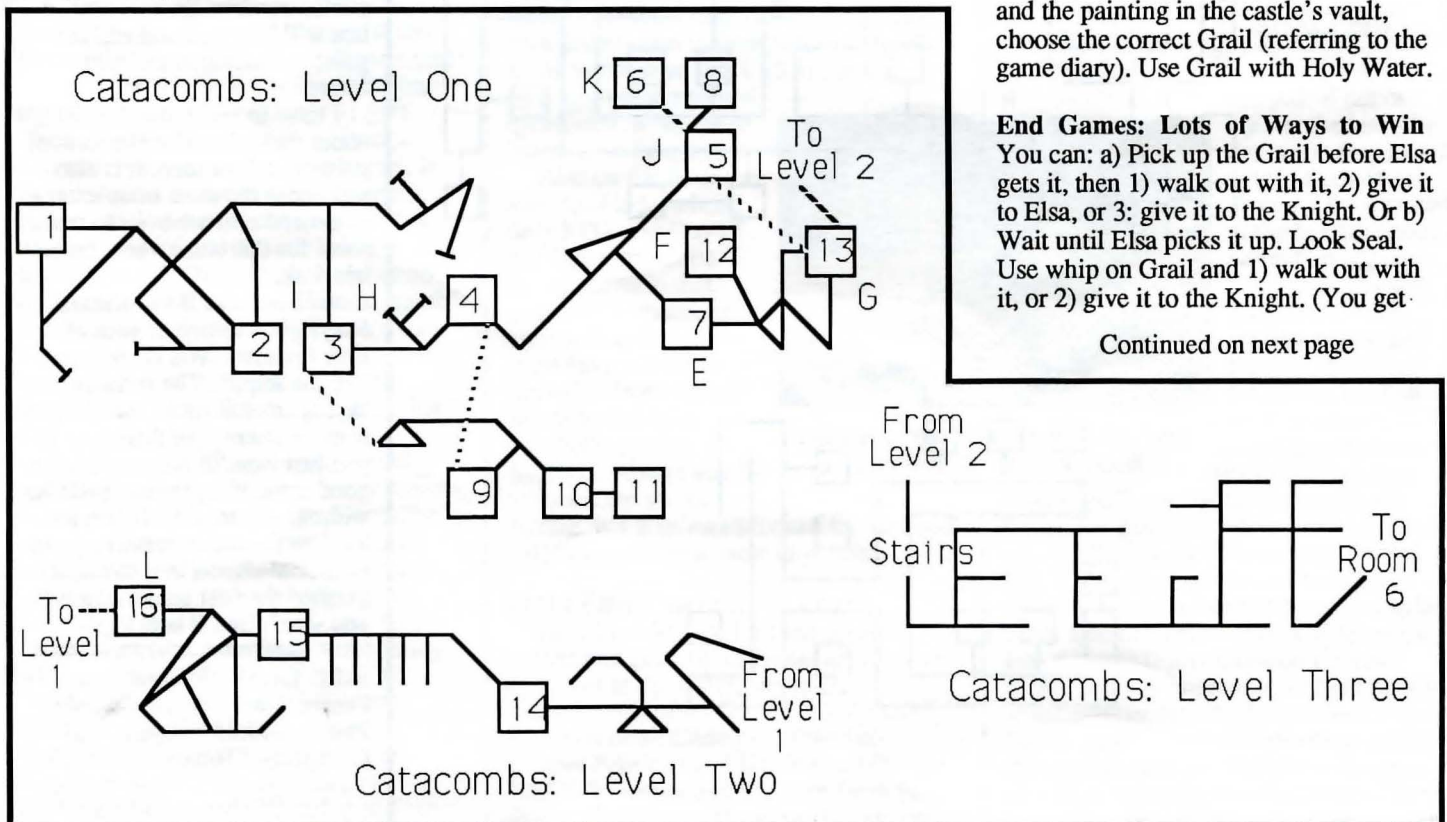 and the painting in the castle's vault,
choose the correct Grail (referring to the
game diary). Use Grail with Holy Water.
End Games: Lots of Ways to Win
You can: a) Pick up the Grail before Elsa
gets it, then 1) walk out with it, 2) give it
to Elsa, or 3: give it to the Knight. Or b)
Wait until Elsa picks it up. Look Seal.
Use whip on Grail and 1) walk out with
it, or 2) give it to the Knight. (You get
Continued on next page
Catacombs: Level One
K 6 8
J 5
To
Level 2
1
F 12
13
H 4
G
2 3
7
E
9 10 11
From
Level 2
Stairs
To
Room
6
Catacombs: Level Three
L
To
Level
1
16
15
14
From
Level
1
Catacombs: Level Two